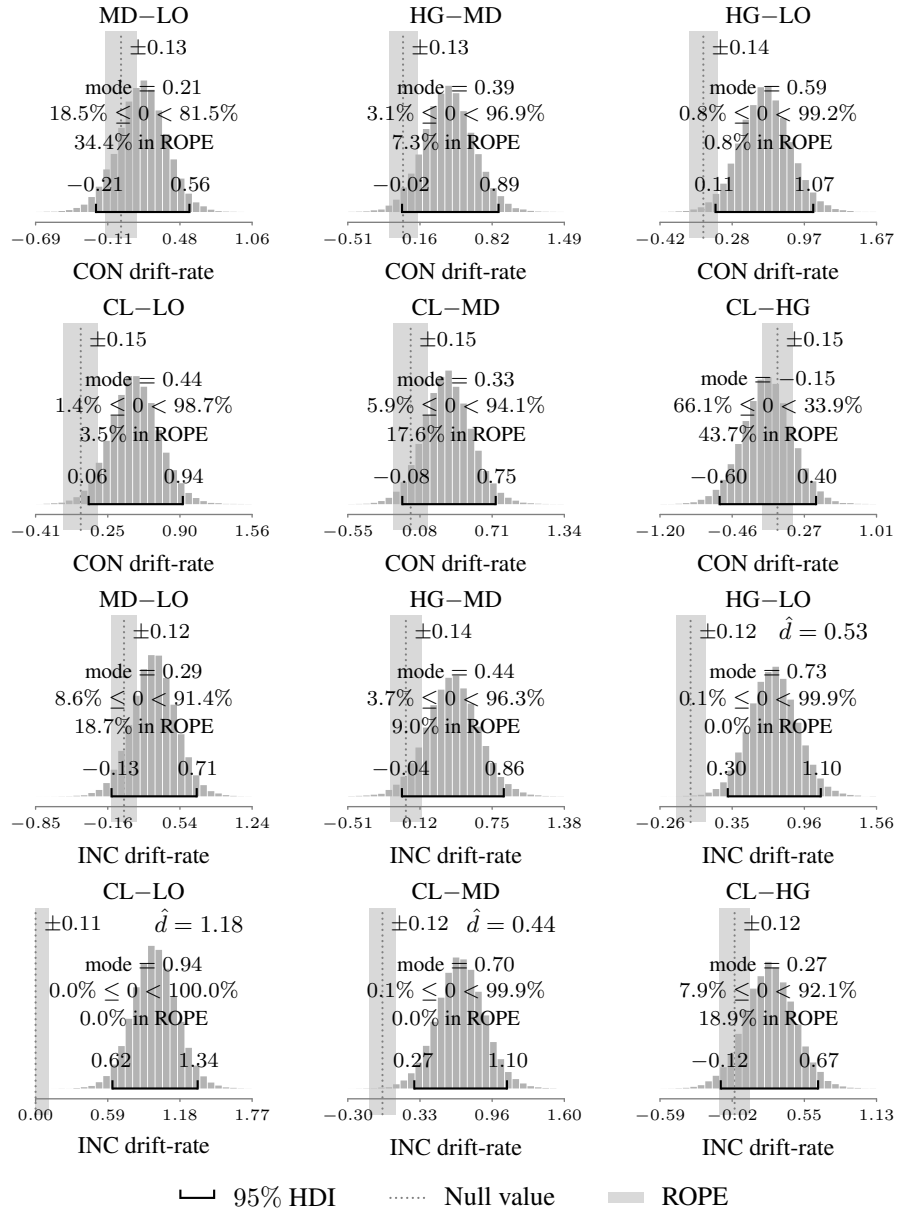 MD−LO
±0.13
mode = 0.21
18.5% ≤ 0 < 81.5%
34.4% in ROPE
−0.21 0.56
−0.69 −0.11 0.48 1.06
CON drift-rate
HG−MD
±0.13
mode = 0.39
3.1% ≤ 0 < 96.9%
7.3% in ROPE
−0.02 0.89
−0.51 0.16 0.82 1.49
CON drift-rate
HG−LO
±0.14
mode = 0.59
0.8% ≤ 0 < 99.2%
0.8% in ROPE
0.11 1.07
−0.42 0.28 0.97 1.67
CON drift-rate
CL−LO
±0.15
mode = 0.44
1.4% ≤ 0 < 98.7%
3.5% in ROPE
0.06 0.94
−0.41 0.25 0.90 1.56
CON drift-rate
CL−MD
±0.15
mode = 0.33
5.9% ≤ 0 < 94.1%
17.6% in ROPE
−0.08 0.75
−0.55 0.08 0.71 1.34
CON drift-rate
CL−HG
±0.15
mode = −0.15
66.1% ≤ 0 < 33.9%
43.7% in ROPE
−0.60 0.40
−1.20 −0.46 0.27 1.01
CON drift-rate
MD−LO
±0.12
mode = 0.29
8.6% ≤ 0 < 91.4%
18.7% in ROPE
−0.13 0.71
−0.85 −0.16 0.54 1.24
INC drift-rate
HG−MD
±0.14
mode = 0.44
3.7% ≤ 0 < 96.3%
9.0% in ROPE
−0.04 0.86
−0.51 0.12 0.75 1.38
INC drift-rate
HG−LO
±0.12 d̂ = 0.53
mode = 0.73
0.1% ≤ 0 < 99.9%
0.0% in ROPE
0.30 1.10
−0.26 0.35 0.96 1.56
INC drift-rate
CL−LO
±0.11 d̂ = 1.18
mode = 0.94
0.0% ≤ 0 < 100.0%
0.0% in ROPE
0.62 1.34
0.00 0.59 1.18 1.77
INC drift-rate
CL−MD
±0.12 d̂ = 0.44
mode = 0.70
0.1% ≤ 0 < 99.9%
0.0% in ROPE
0.27 1.10
−0.30 0.33 0.96 1.60
INC drift-rate
CL−HG
±0.12
mode = 0.27
7.9% ≤ 0 < 92.1%
18.9% in ROPE
−0.12 0.67
−0.59 −0.02 0.55 1.13
INC drift-rate
95% HDI Null value ROPE